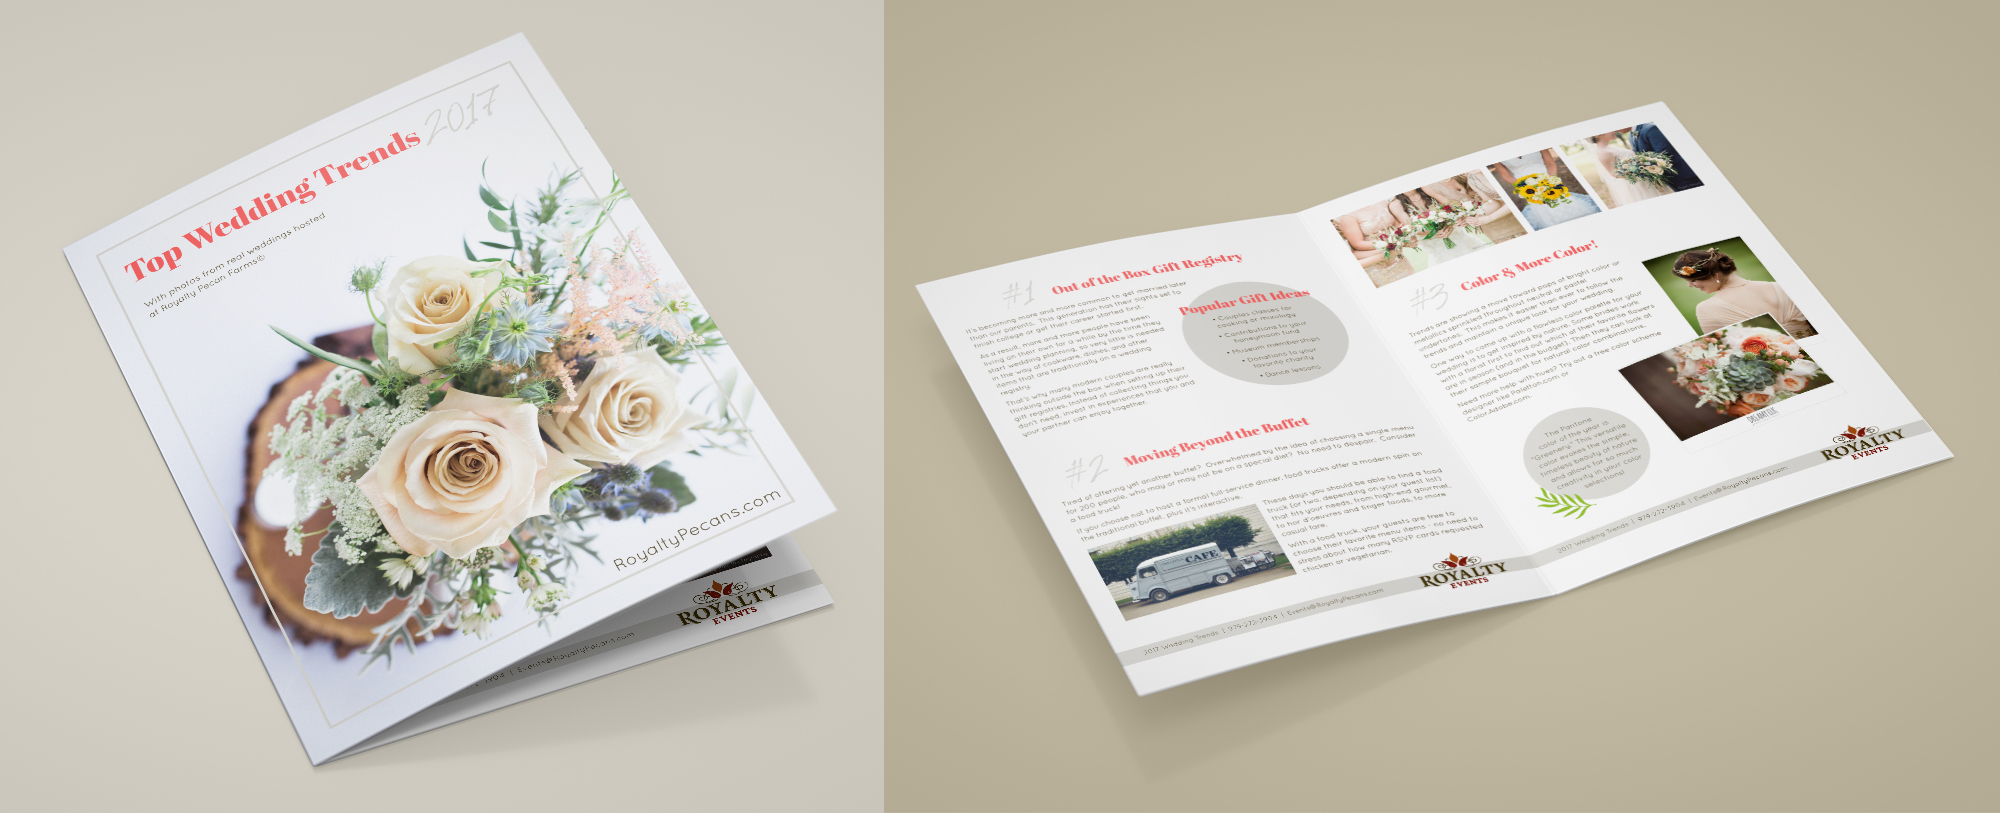 Top Wedding Trends 2017
With photos from real weddings hosted
at Royalty Pecan Farms©
RoyaltyPecans.com
Events@RoyaltyPecans.com
ROYALTY
EVENTS
#1 Out of the Box Gift Registry
It's becoming more and more common to get married later
than our parents. This generation has their sights set to
finish college or get their career started first.
As a result, more and more people have been
living on their own for a while by the time they
start wedding planning, so very little is needed
in the way of cookware, dishes, and other
items that are traditionally on a wedding
registry.
That's why many modern couples are really
thinking outside the box when setting up their
gift registries. Instead of collecting things you
don't need, invest in experiences that you and
your partner can enjoy together.
Popular Gift Ideas
• Couples classes for
cooking or mixology
• Contributions to your
honeymoon fund
• Museum memberships
• Donations to your
favorite charity
• Dance lessons
#2 Moving Beyond the Buffet
Tired of offering yet another buffet? Overwhelmed by the idea of choosing a single menu
for 200 people, who may or may not be on a special diet? No need to despair. Consider
a food truck!
If you choose not to host a formal full-service dinner, food trucks offer a modern spin on
the traditional buffet, plus it's interactive.
These days you should be able to find a food
truck (or two, depending on your guest list)
that fits your needs, from high-end gourmet,
to hor d'oeuvres and finger foods, to more
casual fare.
With a food truck, your guests are free to
choose their favorite menu items - no need to
stress about how many RSVP cards requested
chicken or vegetarian.
CAFE
2017 Wedding Trends | 979-272-3904 | Events@RoyaltyPecans.com
ROYALTY
EVENTS
#3 Color & More Color!
Trends are showing a move toward pops of bright color or
metallics sprinkled throughout neutral or pastel
undertones. This makes it easier than ever to follow the
trends and maintain a unique look for your wedding.
One way to come up with a flawless color palette for your
wedding is to get inspired by nature. Some brides work
with a florist first to find out which of their favorite flowers
are in season (and in the budget). Then they can look at
their sample bouquet for natural color combinations.
Need more help with hues? Try out a free color scheme
designer like Paletton.com or
Color.Adobe.com.
The Pantone
color of the year is
"Greenery." This versatile
color evokes the simple,
timeless beauty of nature
and allows for so much
creativity in your color
selections!
2017 Wedding Trends | 979-272-3904 | Events@RoyaltyPecans.com
ROYALTY
EVENTS